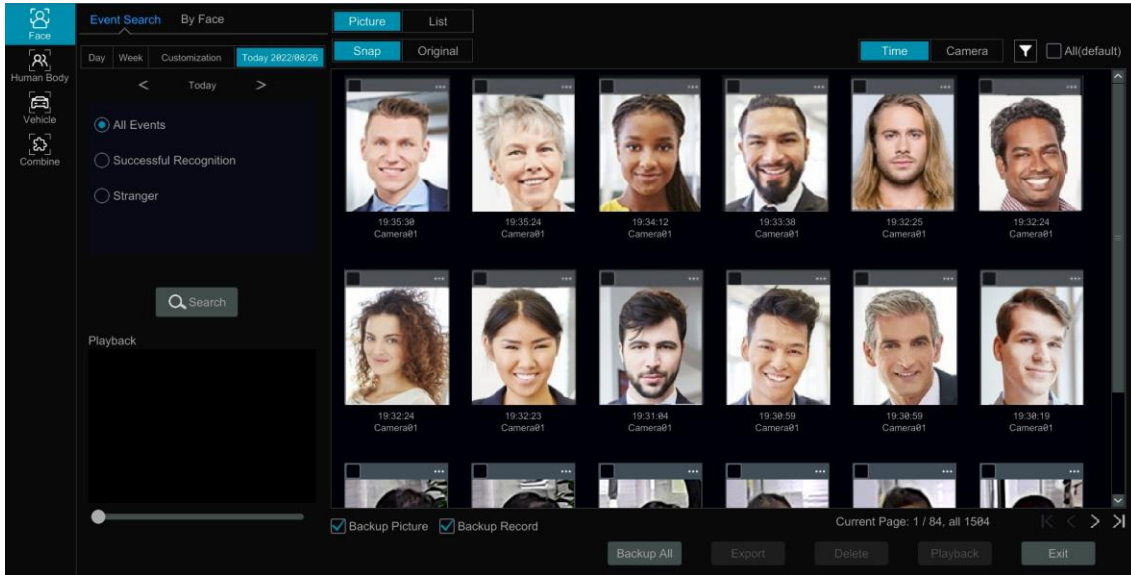 Face
Human Body
Vehicle
Combine
Event Search By Face
Day Week Customization Today 2022/08/26
< Today >
All Events
Successful Recognition
Stranger
Search
Playback
Picture List
Snap Original
Time Camera All(default)
19:35:30 19:35:24 19:34:12 19:33:38 19:32:25 19:32:24
Camera01 Camera01 Camera01 Camera01 Camera01 Camera01
19:32:24 19:32:23 19:31:04 19:30:59 19:30:59 19:30:19
Camera01 Camera01 Camera01 Camera01 Camera01 Camera01
Backup Picture Backup Record
Current Page: 1 / 84, all 1504
Backup All Export Delete Playback Exit